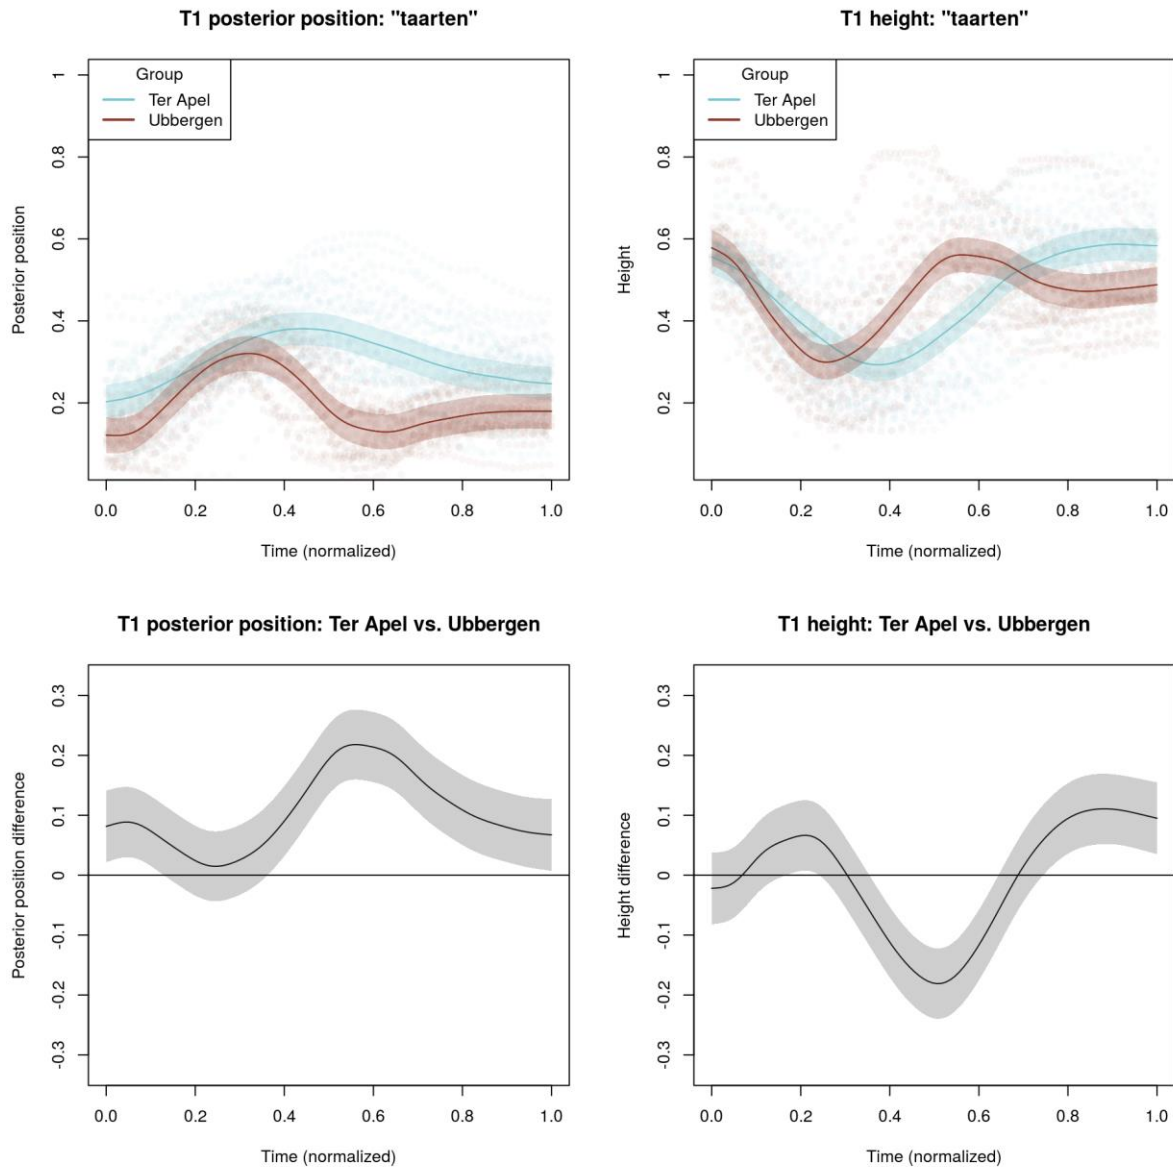 T1 posterior position: "taarten"
Group
Ter Apel
Ubbergen
Posterior position
1
0.8
0.6
0.4
0.2
0.0 0.2 0.4 0.6 0.8 1.0
Time (normalized)
T1 height: "taarten"
Group
Ter Apel
Ubbergen
Height
1
0.8
0.6
0.4
0.2
0.0 0.2 0.4 0.6 0.8 1.0
Time (normalized)
T1 posterior position: Ter Apel vs. Ubbergen
Posterior position difference
0.3
0.2
0.1
0
-0.1
-0.2
-0.3
0.0 0.2 0.4 0.6 0.8 1.0
Time (normalized)
T1 height: Ter Apel vs. Ubbergen
Height difference
0.3
0.2
0.1
0
-0.1
-0.2
-0.3
0.0 0.2 0.4 0.6 0.8 1.0
Time (normalized)